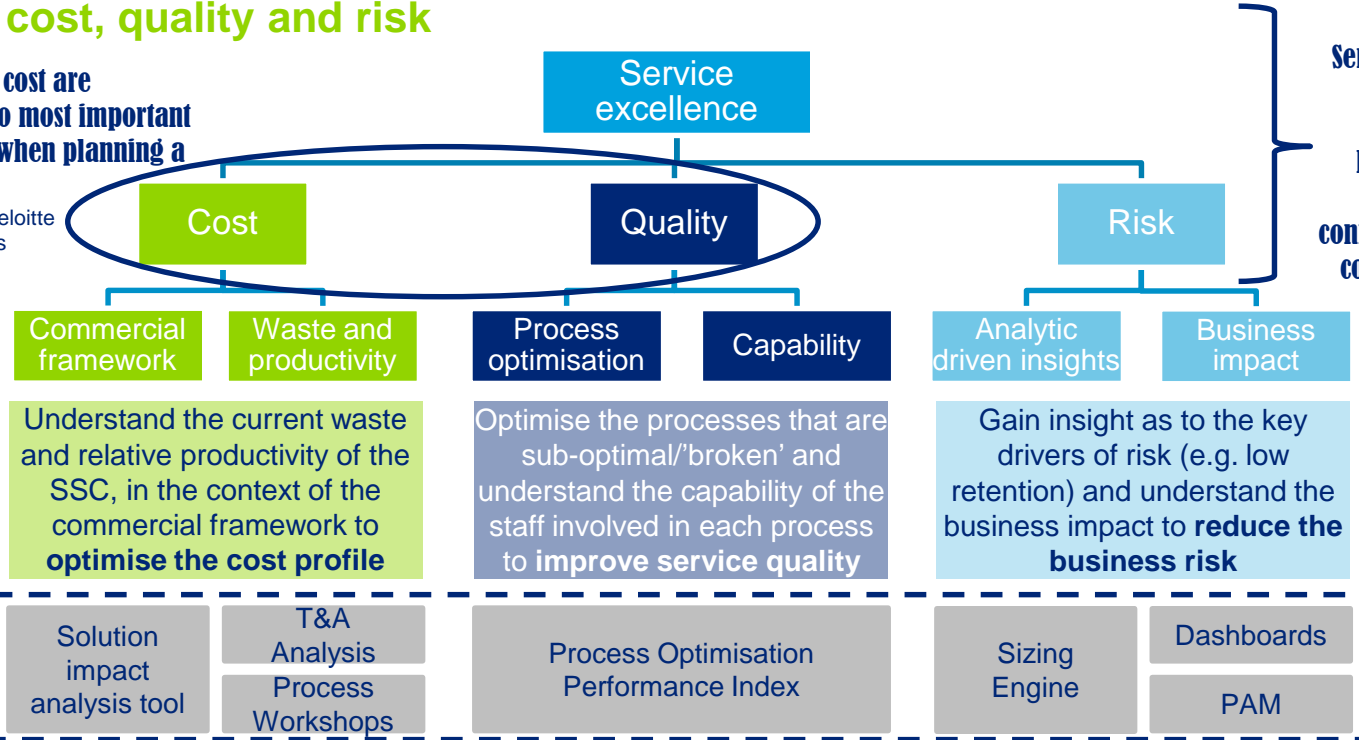 cost, quality and risk
cost are
most important
when planning a
Service
excellence
Cost
Quality
Risk
Commercial
framework
Waste and
productivity
Process
optimisation
Capability
Analytic
driven insights
Business
impact
Understand the current waste
and relative productivity of the
SSC, in the context of the
commercial framework to
optimise the cost profile
Optimise the processes that are
sub-optimal/'broken' and
understand the capability of the
staff involved in each process
to improve service quality
Gain insight as to the key
drivers of risk (e.g. low
retention) and understand the
business impact to reduce the
business risk
Solution
impact
analysis tool
T&A
Analysis
Process
Workshops
Process Optimisation
Performance Index
Sizing
Engine
Dashboards
PAM